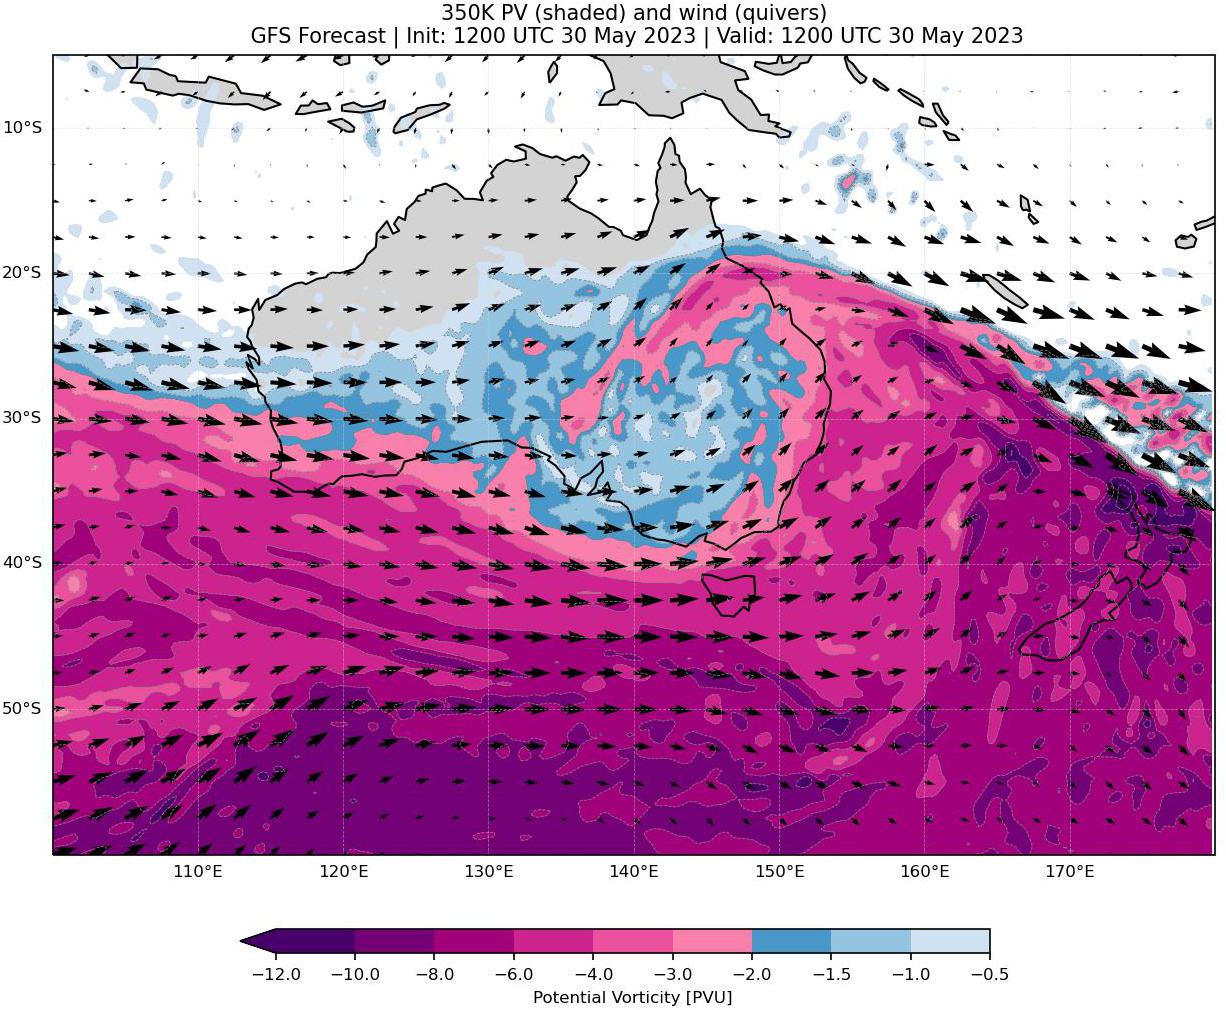 350K PV (shaded) and wind (quivers)
GFS Forecast | Init: 1200 UTC 30 May 2023 | Valid: 1200 UTC 30 May 2023
10°S
20°S
30°S
40°S
50°S
110°E 120°E 130°E 140°E 150°E 160°E 170°E
−12.0 −10.0 −8.0 −6.0 −4.0 −3.0 −2.0 −1.5 −1.0 −0.5
Potential Vorticity [PVU]